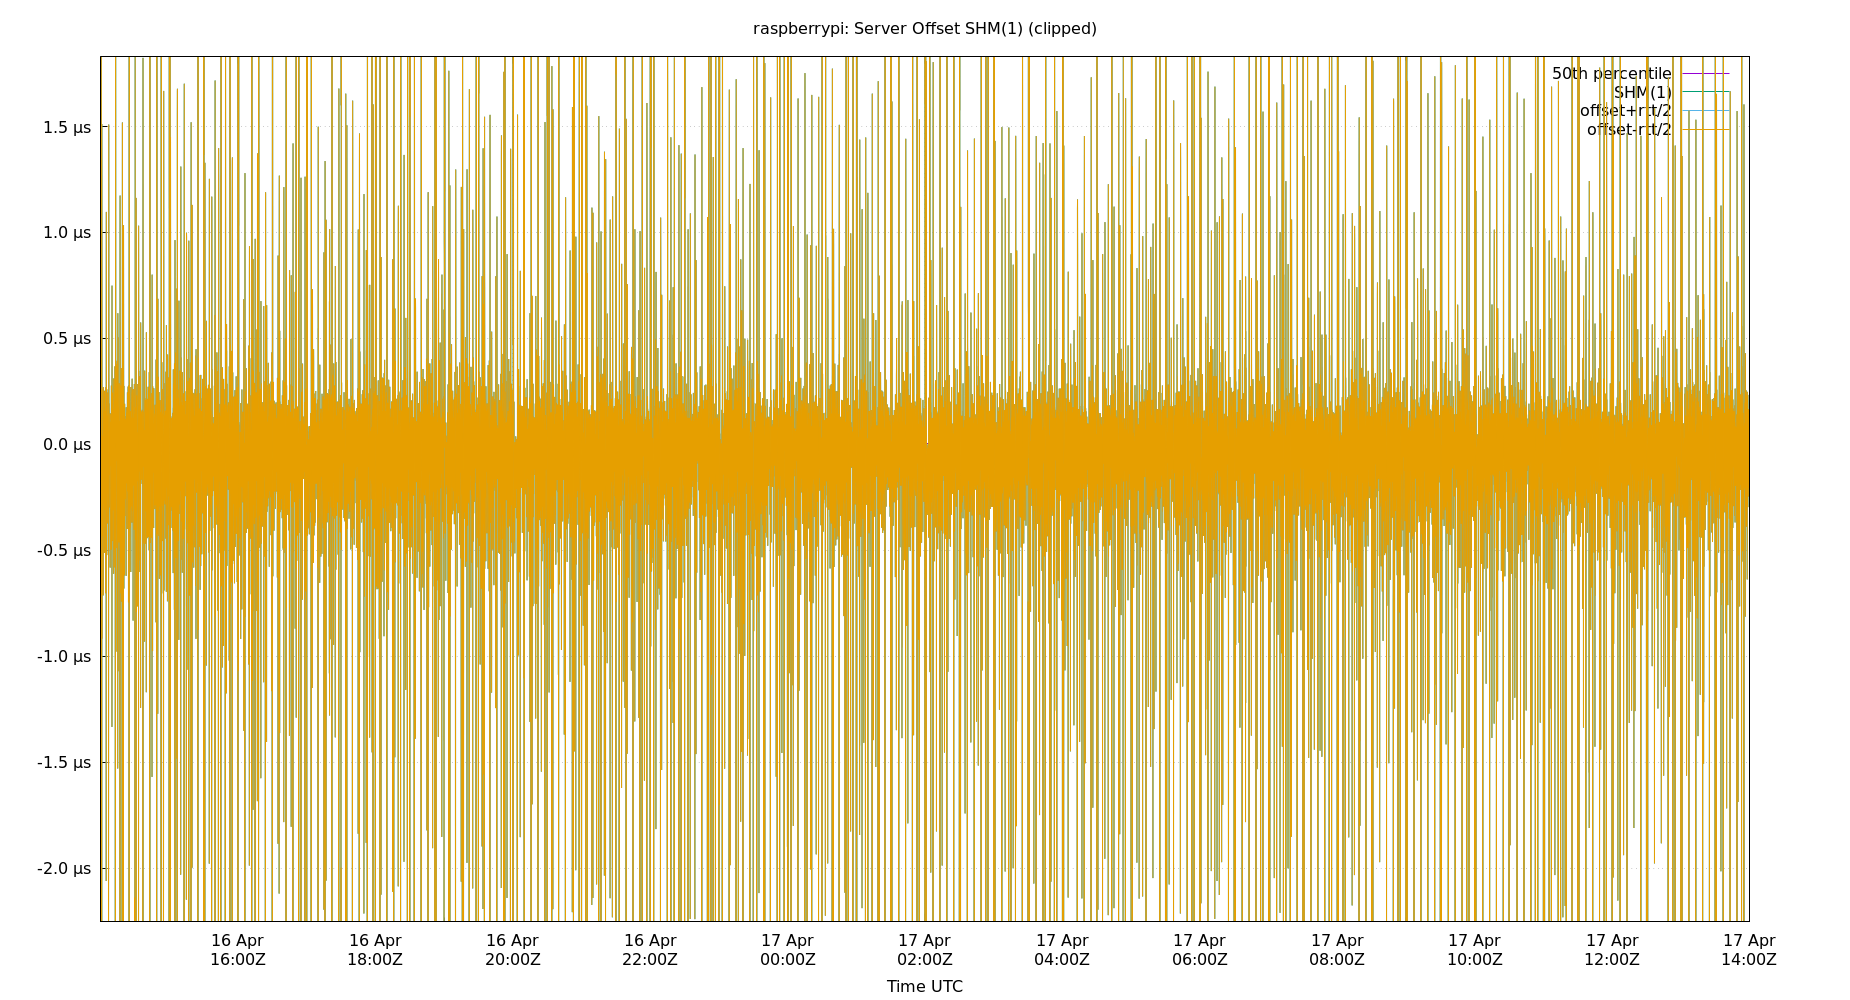 raspberrypi: Server Offset SHM(1) (clipped)
50th percentile
SHM(1)
offset+rtt/2
offset-rtt/2
1.5 µs
1.0 µs
0.5 µs
0.0 µs
-0.5 µs
-1.0 µs
-1.5 µs
-2.0 µs
16 Apr 16 Apr 16 Apr 16 Apr 17 Apr 17 Apr 17 Apr 17 Apr 17 Apr 17 Apr 17 Apr 17 Apr
16:00Z 18:00Z 20:00Z 22:00Z 00:00Z 02:00Z 04:00Z 06:00Z 08:00Z 10:00Z 12:00Z 14:00Z
Time UTC